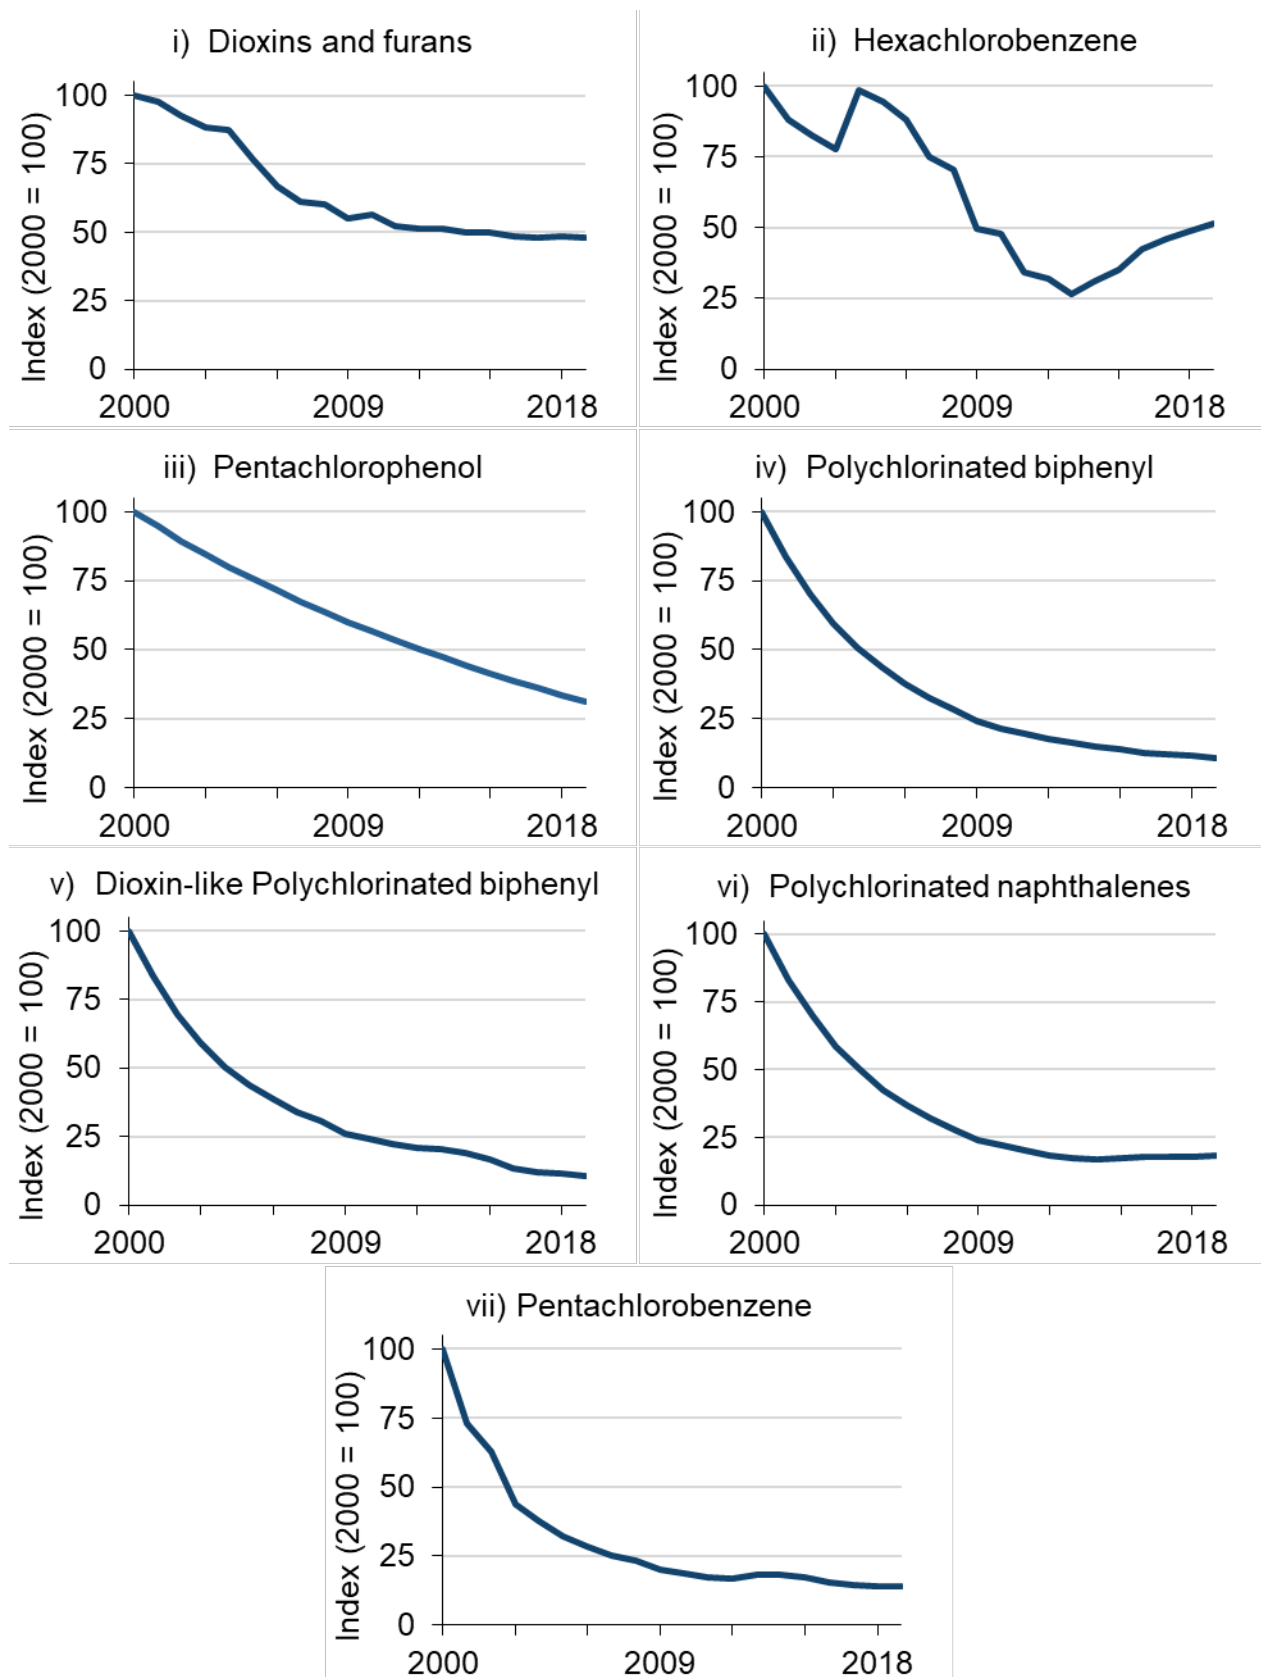 i) Dioxins and furans
Index (2000 = 100)
100
75
50
25
0
2000 2009 2018
ii) Hexachlorobenzene
Index (2000 = 100)
100
75
50
25
0
2000 2009 2018
iii) Pentachlorophenol
Index (2000 = 100)
100
75
50
25
0
2000 2009 2018
iv) Polychlorinated biphenyl
Index (2000 = 100)
100
75
50
25
0
2000 2009 2018
v) Dioxin-like Polychlorinated biphenyl
Index (2000 = 100)
100
75
50
25
0
2000 2009 2018
vi) Polychlorinated naphthalenes
Index (2000 = 100)
100
75
50
25
0
2000 2009 2018
vii) Pentachlorobenzene
Index (2000 = 100)
100
75
50
25
0
2000 2009 2018